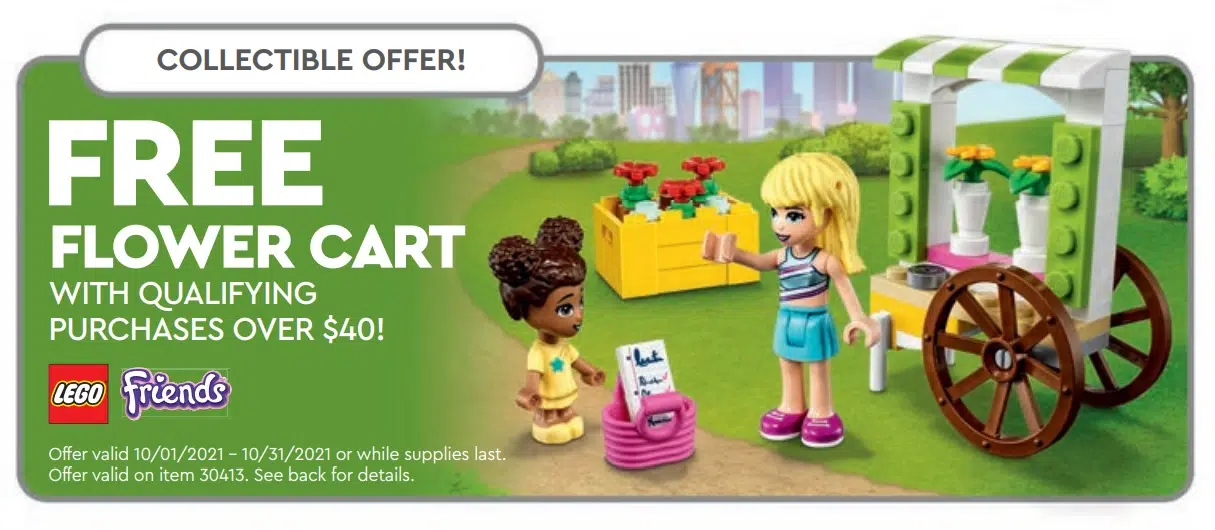 COLLECTIBLE OFFER!
FREE
FLOWER CART
WITH QUALIFYING
PURCHASES OVER $40!
LEGO friends
Offer valid 10/01/2021 – 10/31/2021 or while supplies last.
Offer valid on item 30413. See back for details.